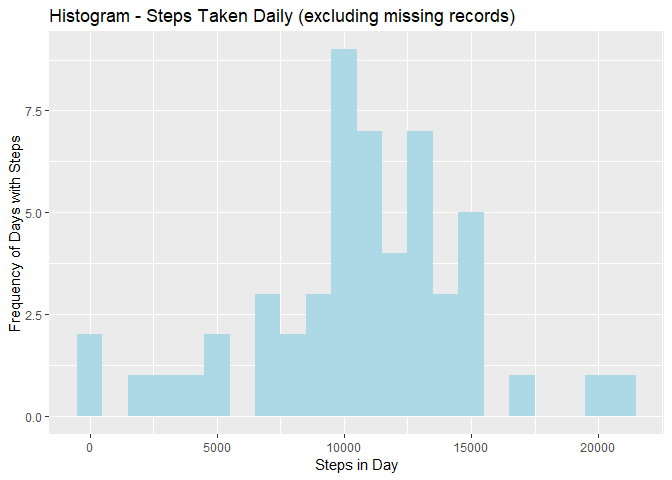 Histogram - Steps Taken Daily (excluding missing records)
Frequency of Days with Steps
7.5
5.0
2.5
0.0
0 5000 10000 15000 20000
Steps in Day